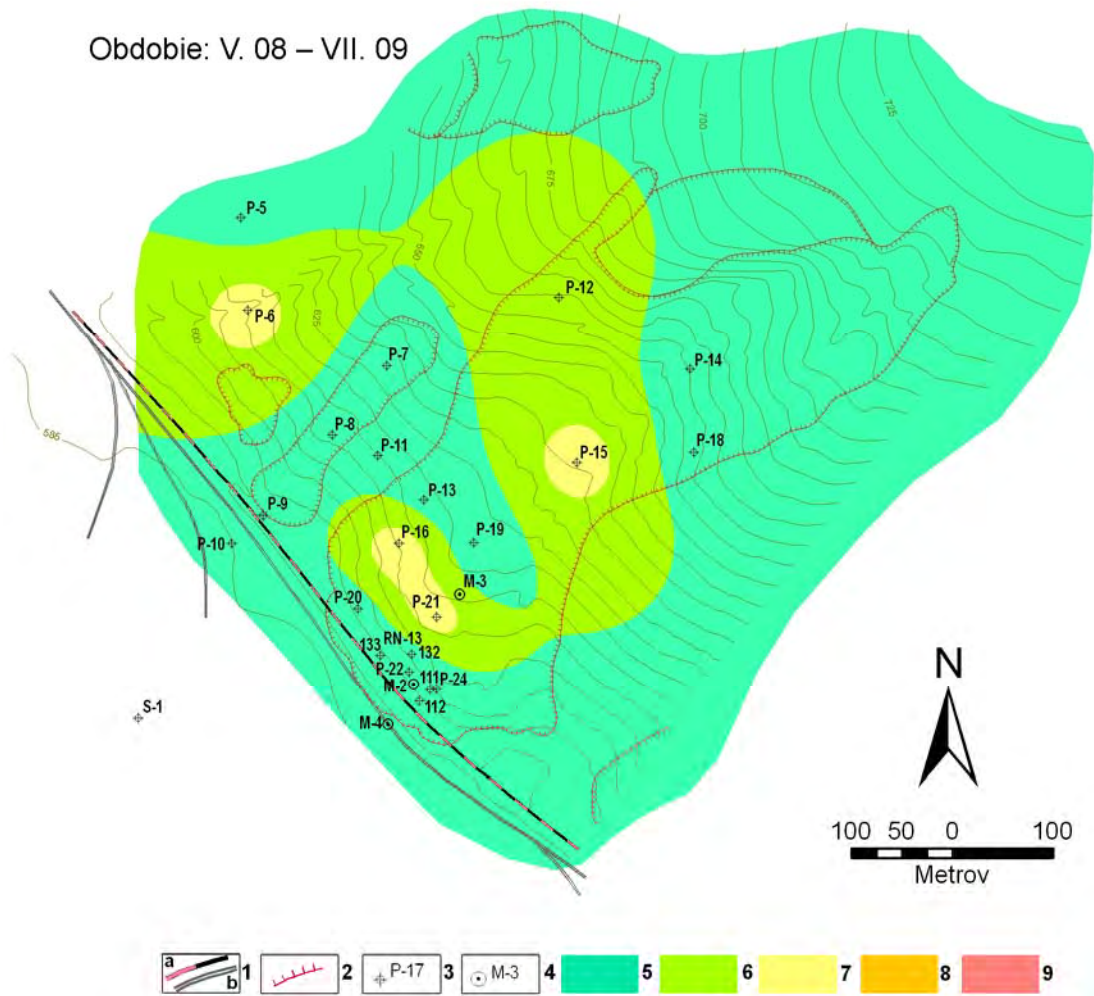 Obdobie: V. 08 – VII. 09
725
700
675
P-5
650
P-12
P-6
625
600
P-7
P-14
585
P-8
P-11
P-15
P-18
P-13
P-9
P-10
P-16
P-19
M-3
P-20
P-21
RN-13
133
132
P-22
M-2
111
P-24
112
S-1
M-4
N
100 50 0 100
Metrov
a b 1 2 P-17 3 M-3 4 5 6 7 8 9